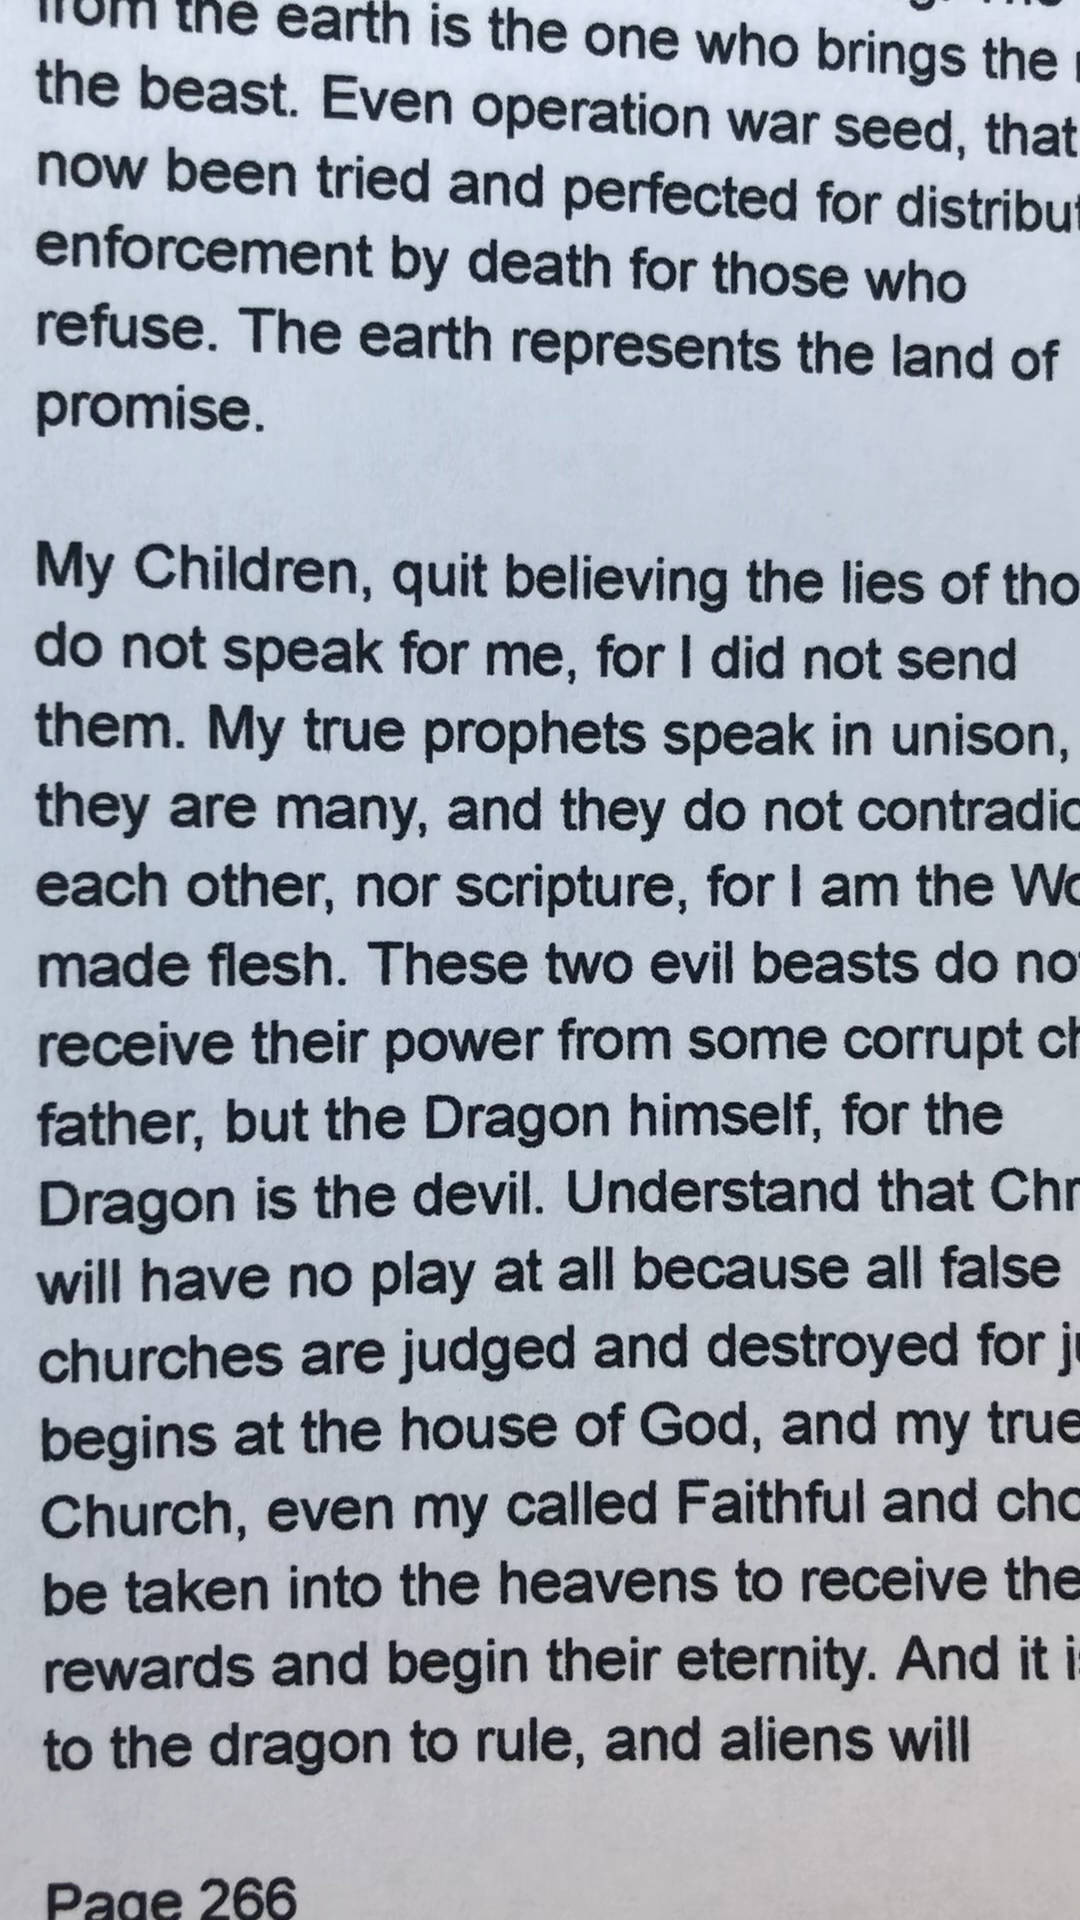 from the earth is the one who brings the
the beast. Even operation war seed, that
now been tried and perfected for
enforcement by death for those who
refuse. The earth represents the land of
promise.
My Children, quit believing the lies of
do not speak for me, for I did not send
them. My true prophets speak in unison,
they are many, and they do not
each other, nor scripture, for I am the
made flesh. These two evil beasts do
receive their power from some corrupt
father, but the Dragon himself, for the
Dragon is the devil. Understand that
will have no play at all because all false
churches are judged and destroyed for
begins at the house of God, and my true
Church, even my called Faithful and
be taken into the heavens to receive
rewards and begin their eternity. And it
to the dragon to rule, and aliens will
Page 266